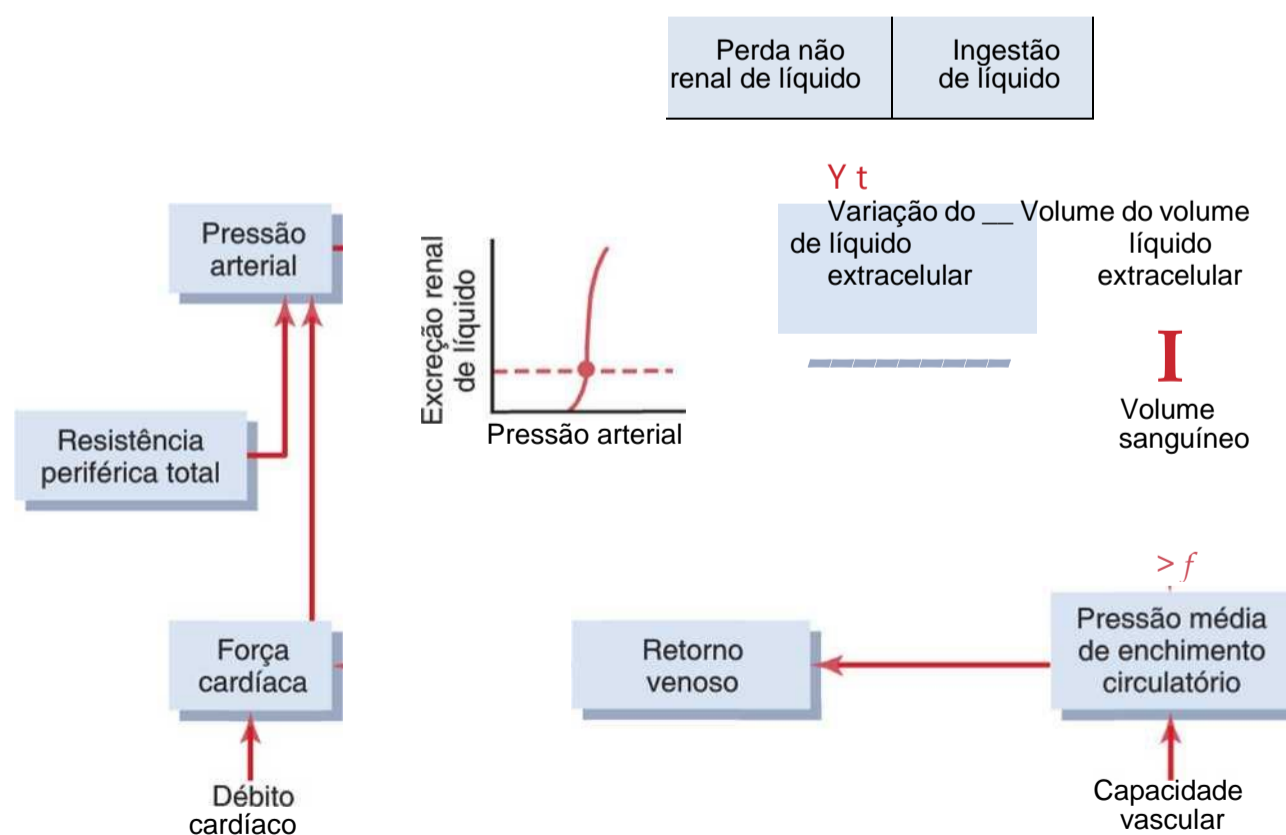 Perda não
renal de líquido
Ingestão
de líquido
Y t
Variação do __ Volume do volume
de líquido líquido
extracelular extracelular
I
Volume
sanguíneo
Pressão
arterial
Excreção renal
de líquido
Pressão arterial
Resistência
periférica total
> f
Força
cardíaca
Retorno
venoso
Pressão média
de enchimento
circulatório
Débito
cardíaco
Capacidade
vascular